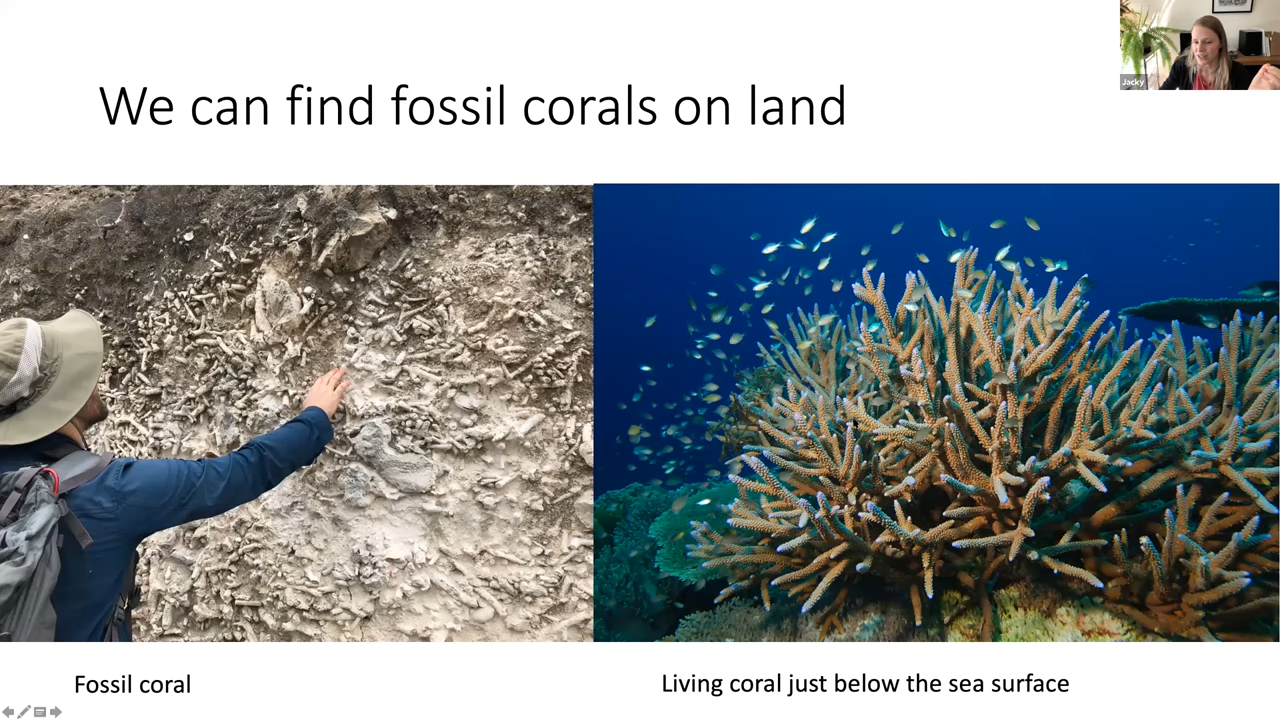 Jacky
We can find fossil corals on land
Fossil coral
Living coral just below the sea surface